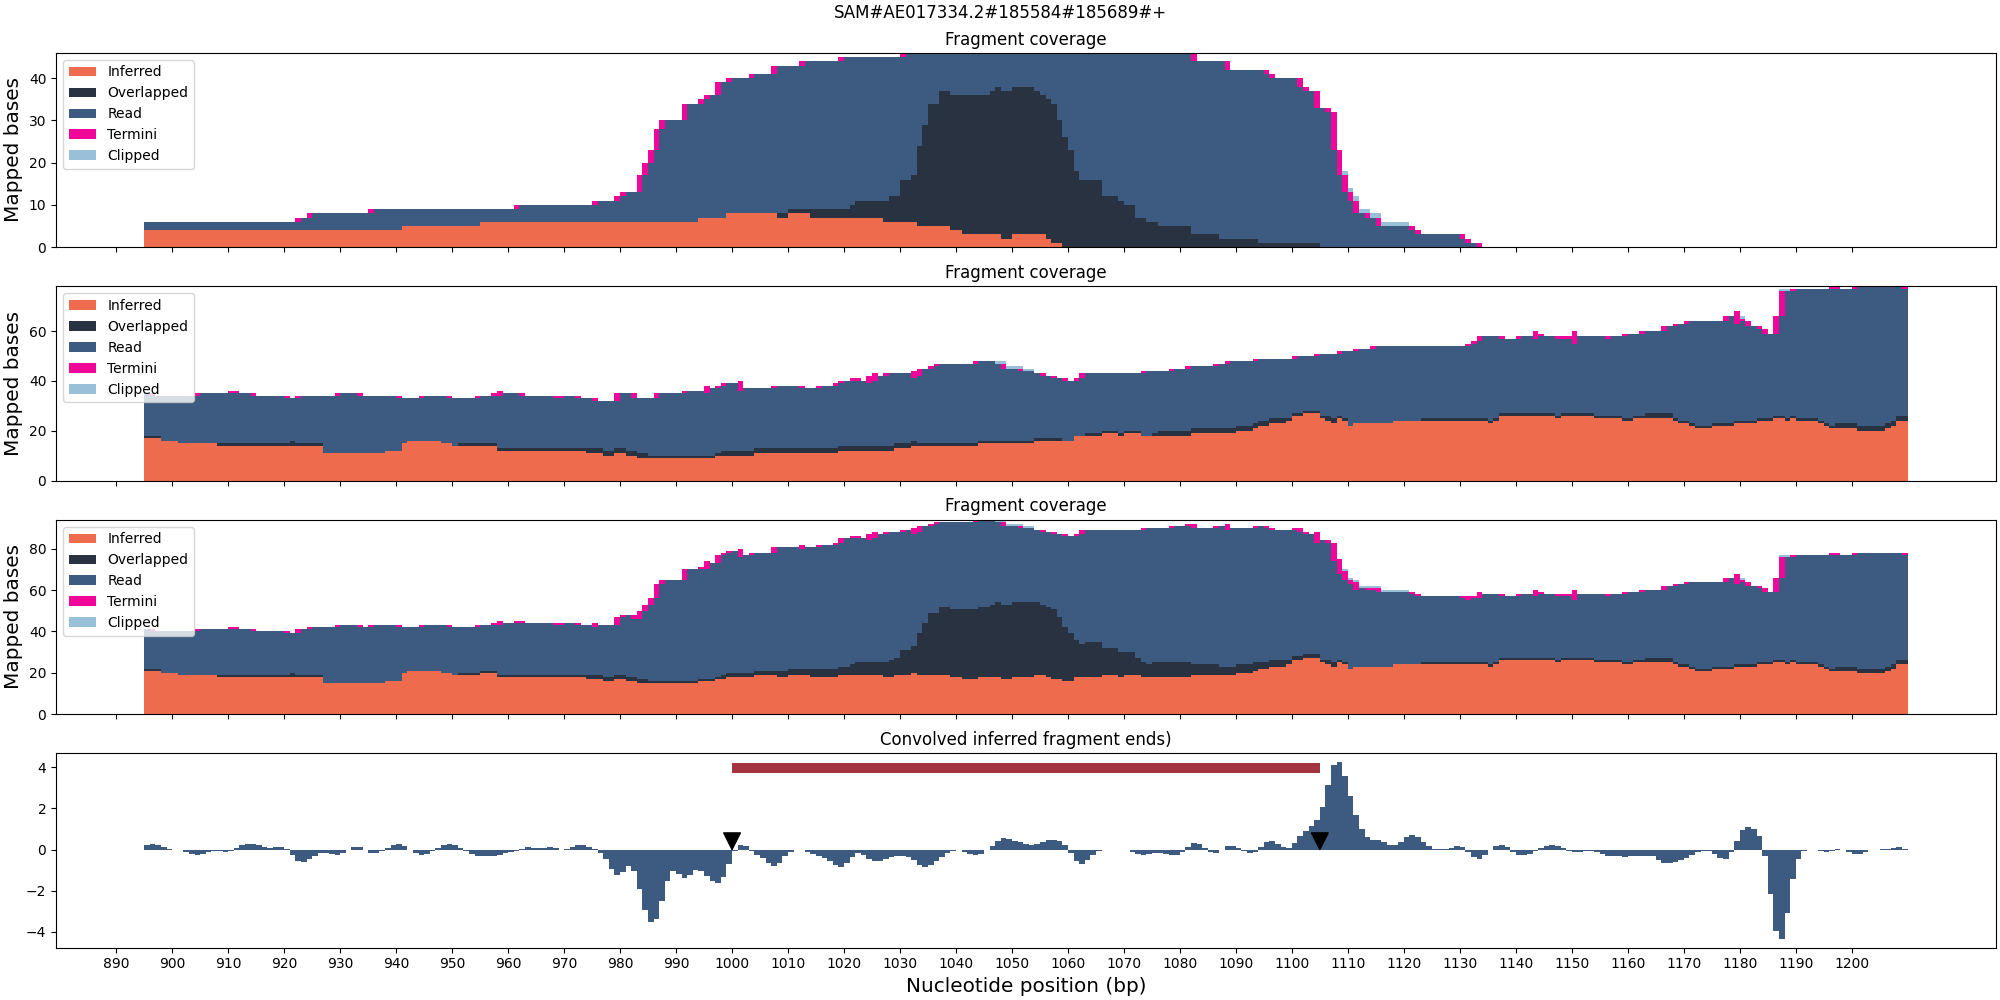 SAM#AE017334.2#185584#185689#+
Fragment coverage
Mapped bases
40
30
20
10
0
Inferred
Overlapped
Read
Termini
Clipped
Fragment coverage
Mapped bases
60
40
20
0
Inferred
Overlapped
Read
Termini
Clipped
Fragment coverage
Mapped bases
80
60
40
20
0
Inferred
Overlapped
Read
Termini
Clipped
Convolved inferred fragment ends)
4
2
0
−2
−4
890 900 910 920 930 940 950 960 970 980 990 1000 1010 1020 1030 1040 1050 1060 1070 1080 1090 1100 1110 1120 1130 1140 1150 1160 1170 1180 1190 1200
Nucleotide position (bp)